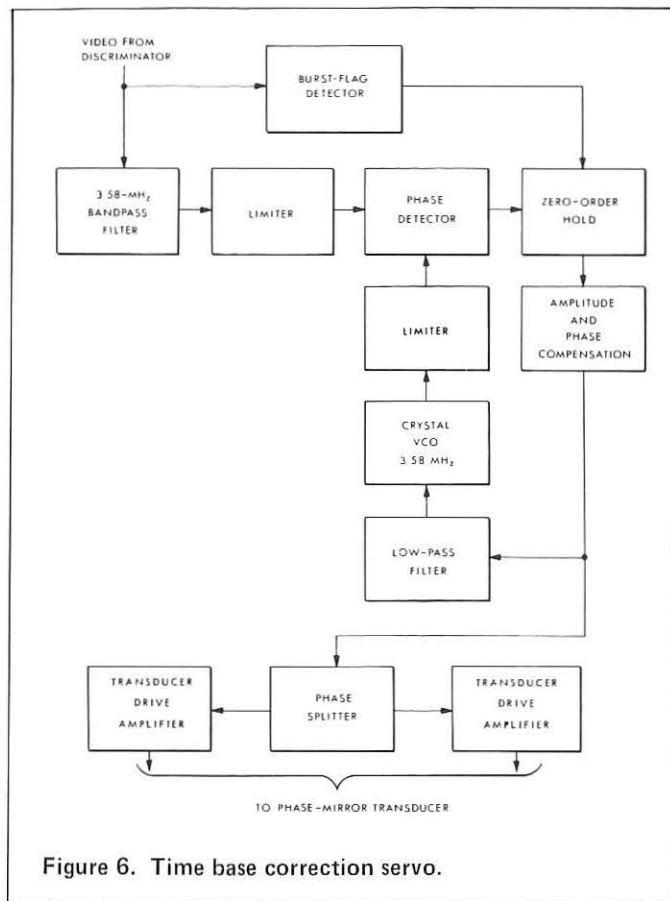 VIDEO FROM
DISCRIMINATOR
BURST-FLAG
DETECTOR
3.58-MHz
BANDPASS
FILTER
LIMITER
PHASE
DETECTOR
ZERO-ORDER
HOLD
LIMITER
AMPLITUDE
AND
PHASE
COMPENSATION
CRYSTAL
VCO
3.58 MHz
LOW-PASS
FILTER
TRANSDUCER
DRIVE
AMPLIFIER
PHASE
SPLITTER
TRANSDUCER
DRIVE
AMPLIFIER
TO PHASE-MIRROR TRANSDUCER
Figure 6. Time base correction servo.